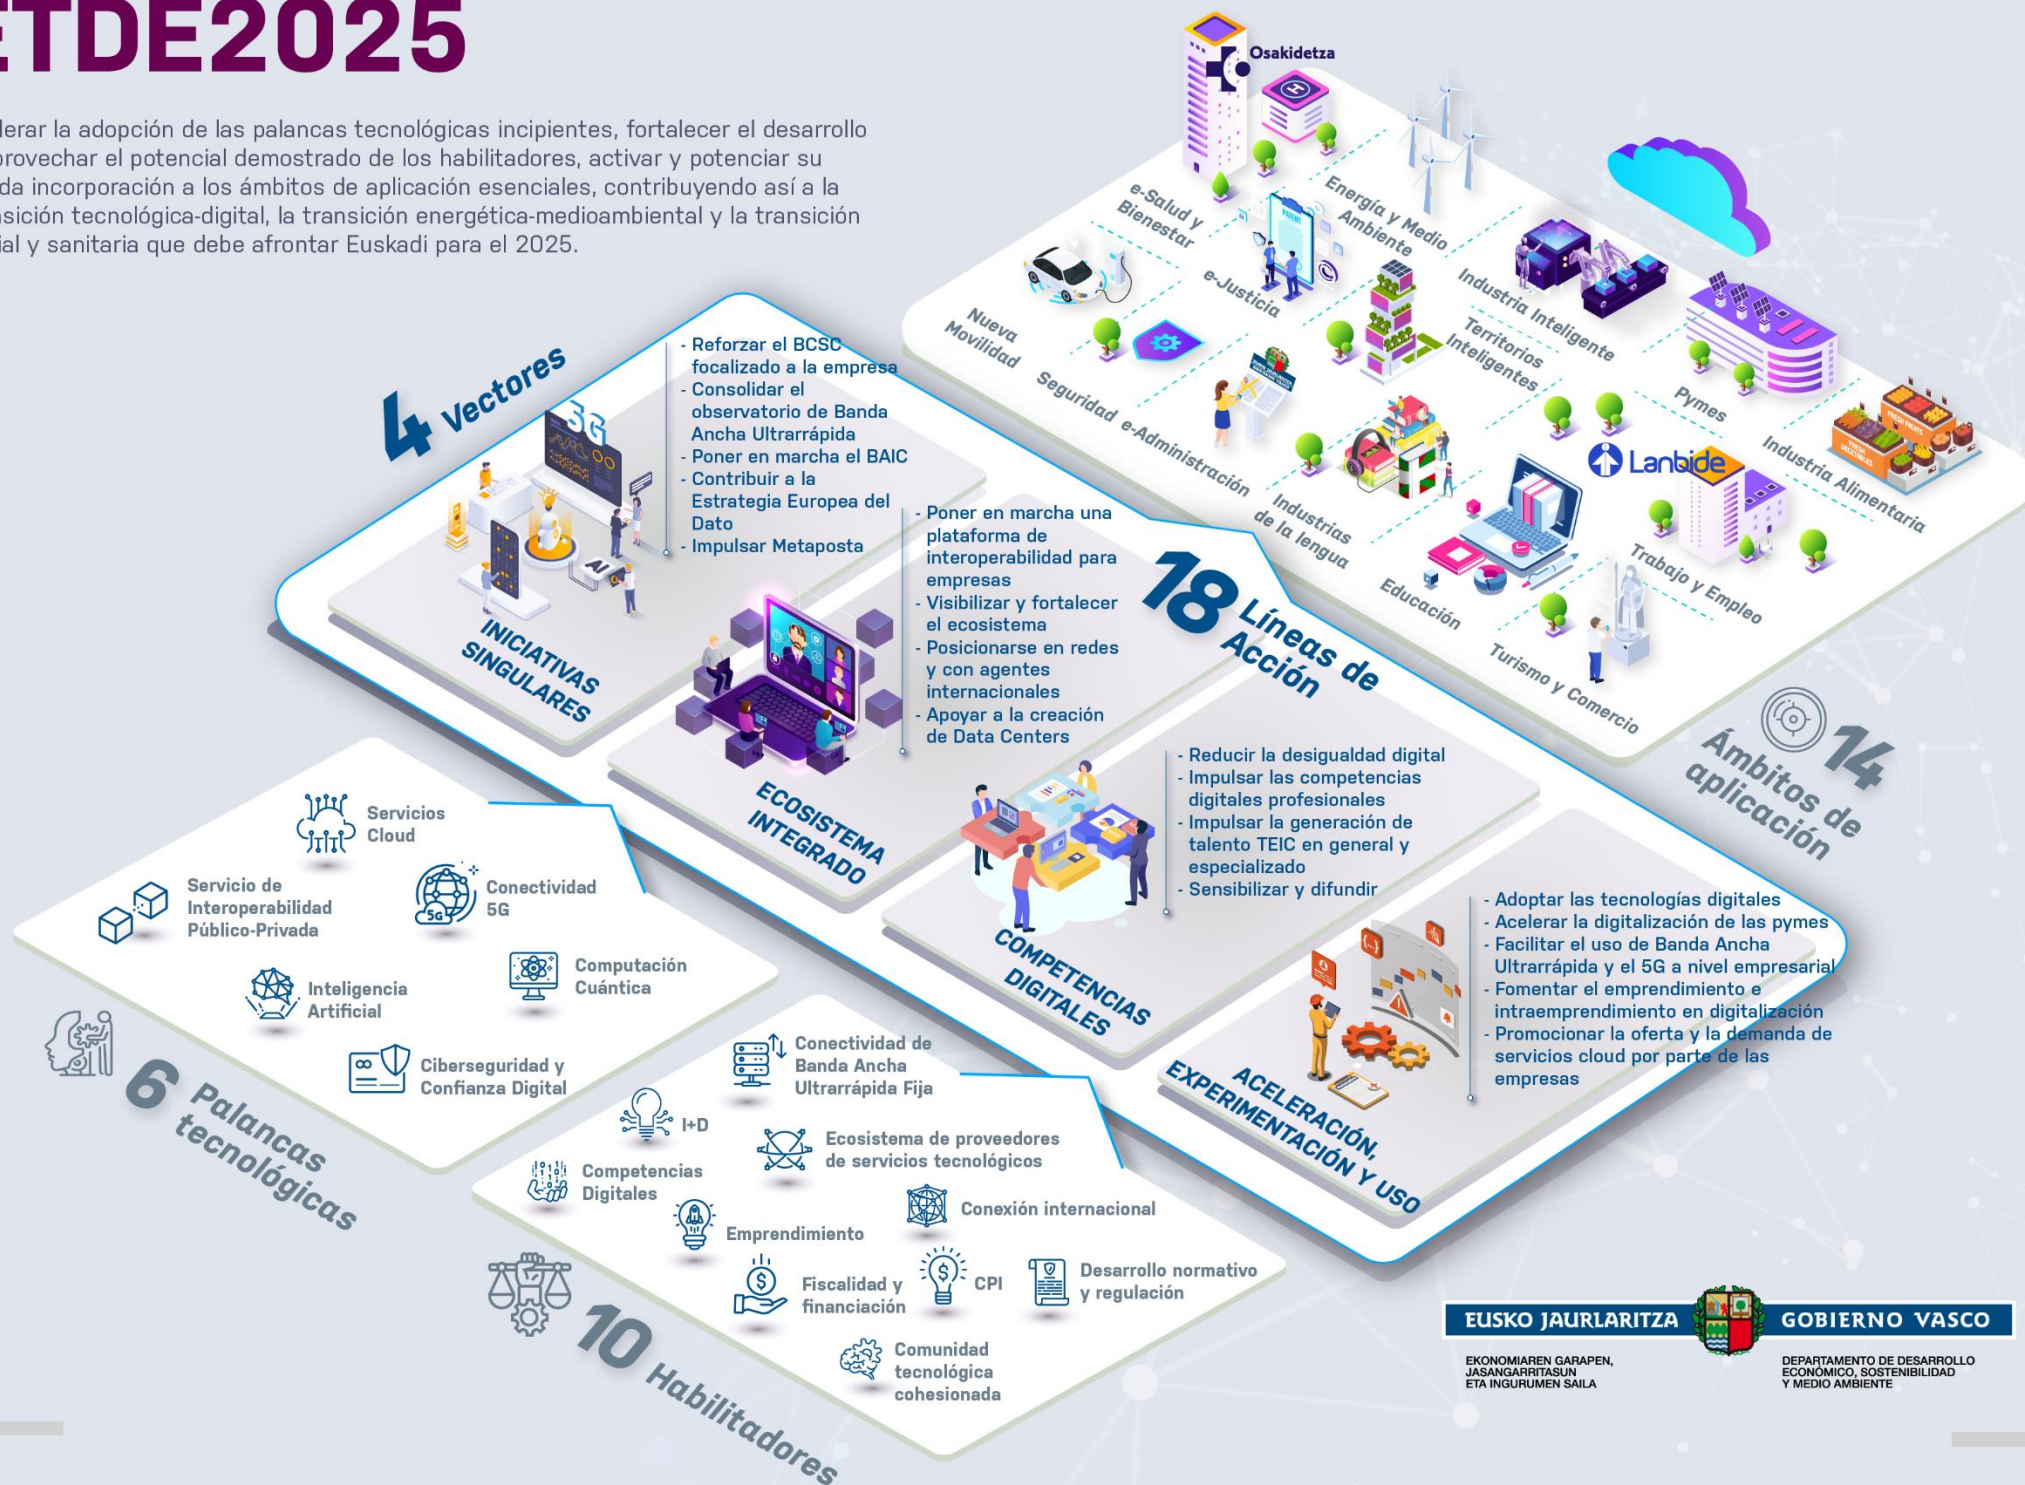 ETDE2025
lerar la adopción de las palancas tecnológicas incipientes, fortalecer el desarrollo
provechar el potencial demostrado de los habilitadores, activar y potenciar su
da incorporación a los ámbitos de aplicación esenciales, contribuyendo así a la
nsición tecnológica-digital, la transición energética-medioambiental y la transición
ial y sanitaria que debe afrontar Euskadi para el 2025.
Osakidetza
e-Salud y
Bienestar
Energía y Medio
Ambiente
PATENT
e-Justicia
Industria Inteligente
Nueva
Movilidad
Territorios
Inteligentes
Seguridad
e-Administración
Pymes
FRESH FRUITS
FRESH
VEGETABLES
Industria Alimentaria
Industrias
de la lengua
Lanbide
Educación
Trabajo y Empleo
Turismo y Comercio
14
Ámbitos de
aplicación
4 Vectores
5G
AI
- Reforzar el BCSC
focalizado a la empresa
- Consolidar el
observatorio de Banda
Ancha Ultrarrápida
- Poner en marcha el BAIC
- Contribuir a la
Estrategia Europea del
Dato
- Impulsar Metaposta
INICIATIVAS
SINGULARES
- Poner en marcha una
plataforma de
interoperabilidad para
empresas
- Visibilizar y fortalecer
el ecosistema
- Posicionarse en redes
y con agentes
internacionales
- Apoyar a la creación
de Data Centers
ECOSISTEMA
INTEGRADO
18 Líneas de
Acción
- Reducir la desigualdad digital
- Impulsar las competencias
digitales profesionales
- Impulsar la generación de
talento TEIC en general y
especializado
- Sensibilizar y difundir
COMPETENCIAS
DIGITALES
- Adoptar las tecnologías digitales
- Acelerar la digitalización de las pymes
- Facilitar el uso de Banda Ancha
Ultrarrápida y el 5G a nivel empresarial
- Fomentar el emprendimiento e
intraemprendimiento en digitalización
- Promocionar la oferta y la demanda de
servicios cloud por parte de las
empresas
ACELERACIÓN,
EXPERIMENTACIÓN Y USO
Servicios
Cloud
Servicio de
Interoperabilidad
Público-Privada
5G
Conectividad
5G
Inteligencia
Artificial
Computación
Cuántica
Ciberseguridad y
Confianza Digital
6 Palancas
tecnológicas
Conectividad de
Banda Ancha
Ultrarrápida Fija
I+D
Ecosistema de proveedores
de servicios tecnológicos
Competencias
Digitales
Conexión internacional
Emprendimiento
Fiscalidad y
financiación
CPI
Desarrollo normativo
y regulación
Comunidad
tecnológica
cohesionada
10 Habilitadores
EUSKO JAURLARITZA
GOBIERNO VASCO
EKONOMIAREN GARAPEN,
JASANGARRITASUN
ETA INGURUMEN SAILA
DEPARTAMENTO DE DESARROLLO
ECONÓMICO, SOSTENIBILIDAD
Y MEDIO AMBIENTE